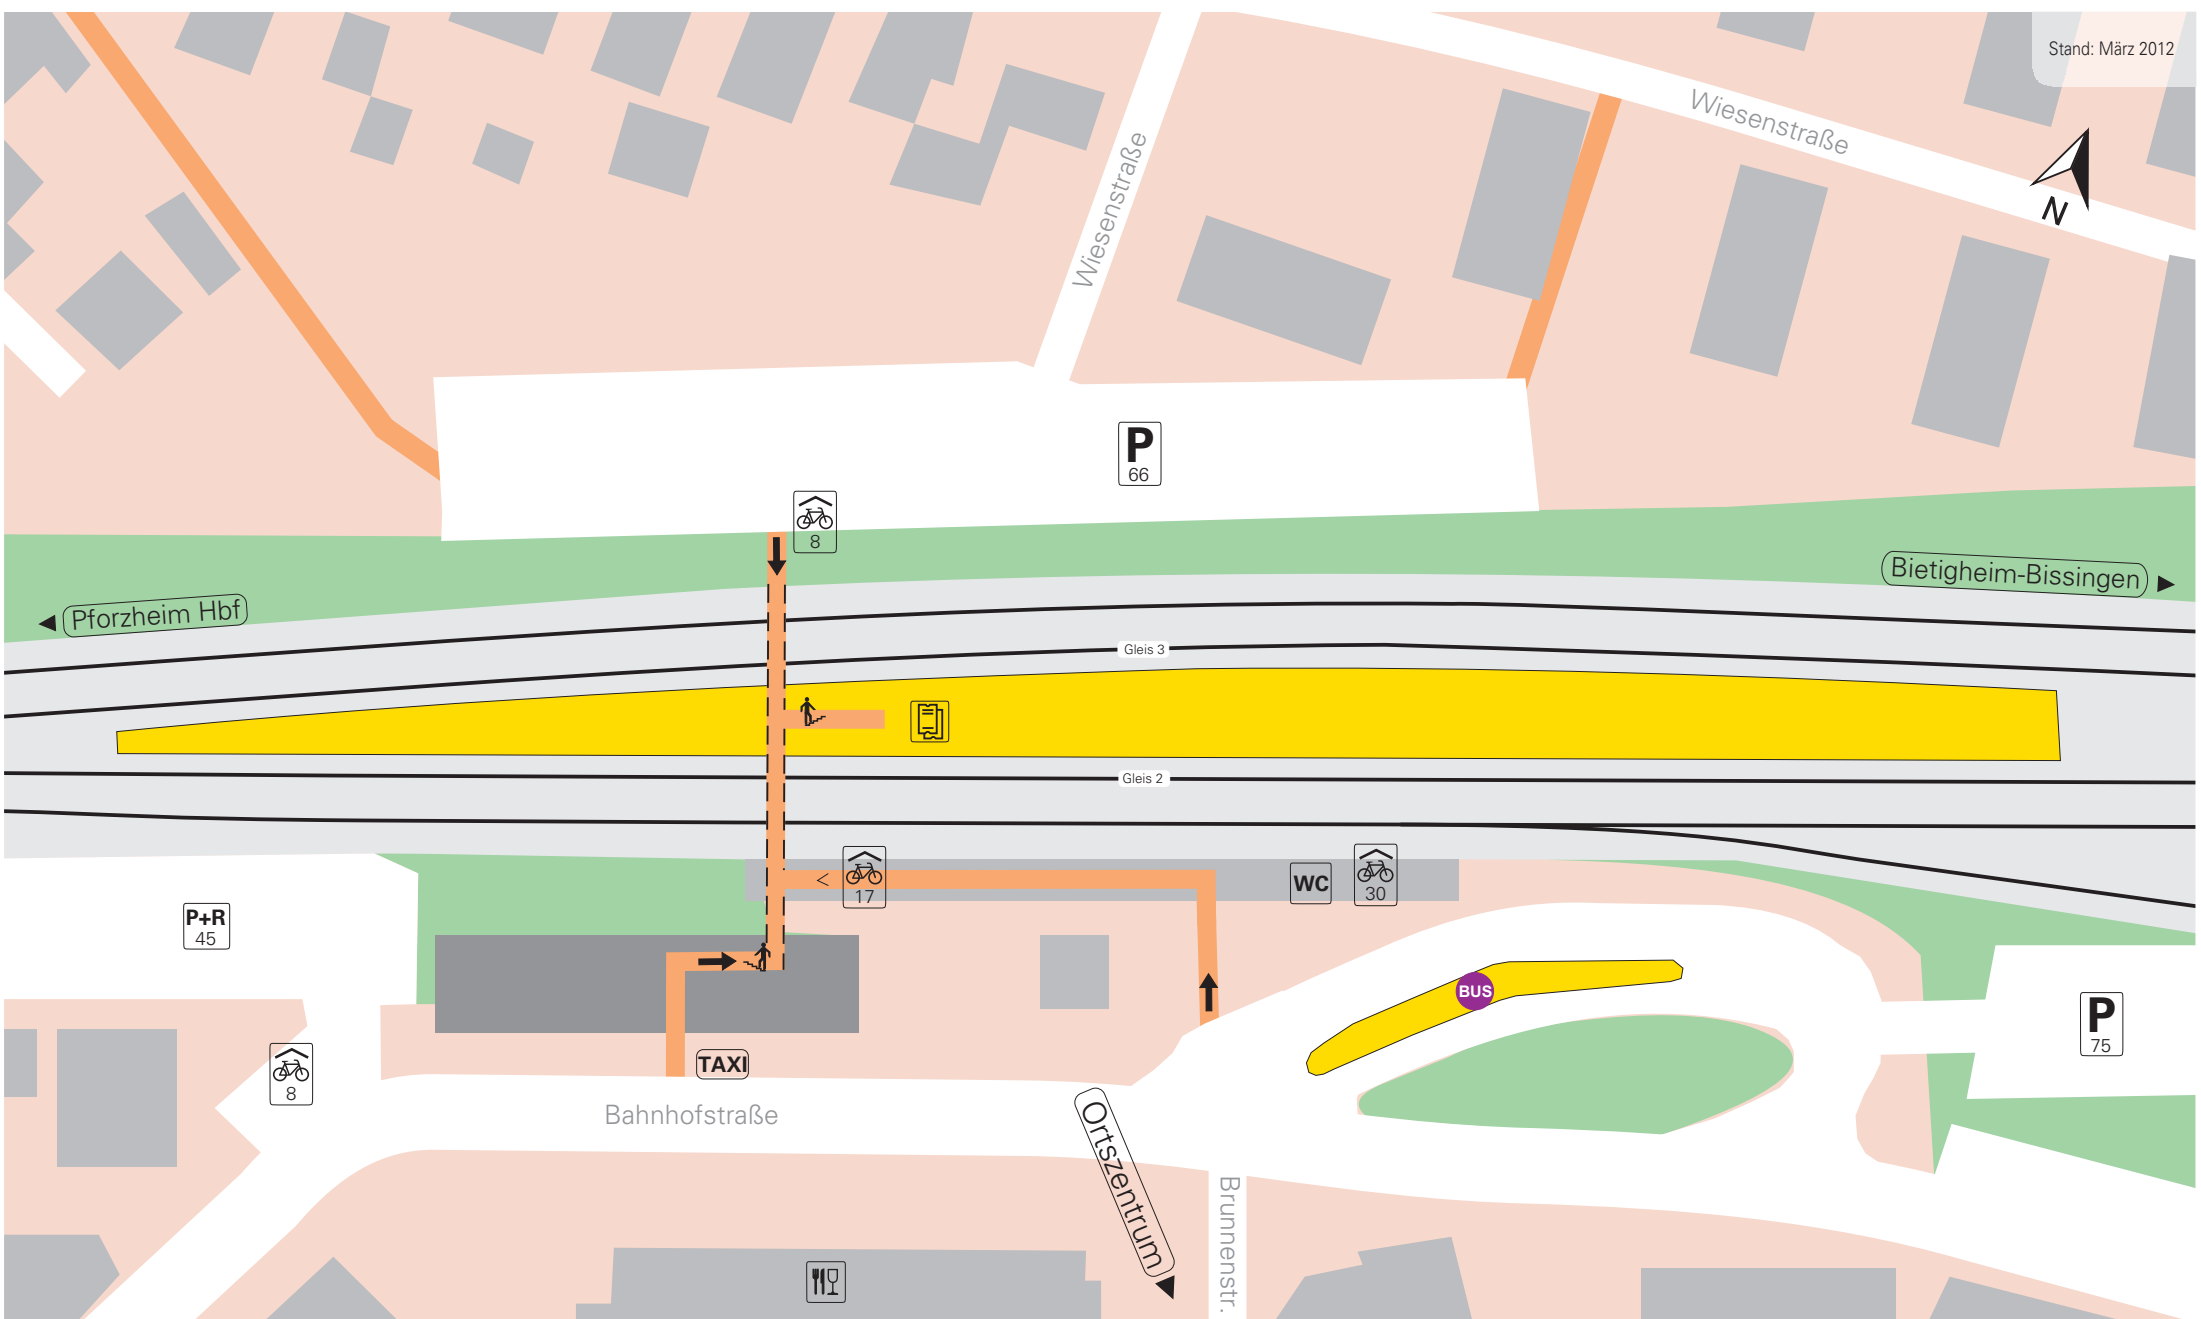 Stand: März 2012
Wiesenstraße
Wiesenstraße
N
P
66
8
Bietigheim-Bissingen
Pforzheim Hbf
Gleis 3
Gleis 2
17
WC
30
P+R
45
BUS
P
75
8
TAXI
Bahnhofstraße
Ortszentrum
Brunnenstr.